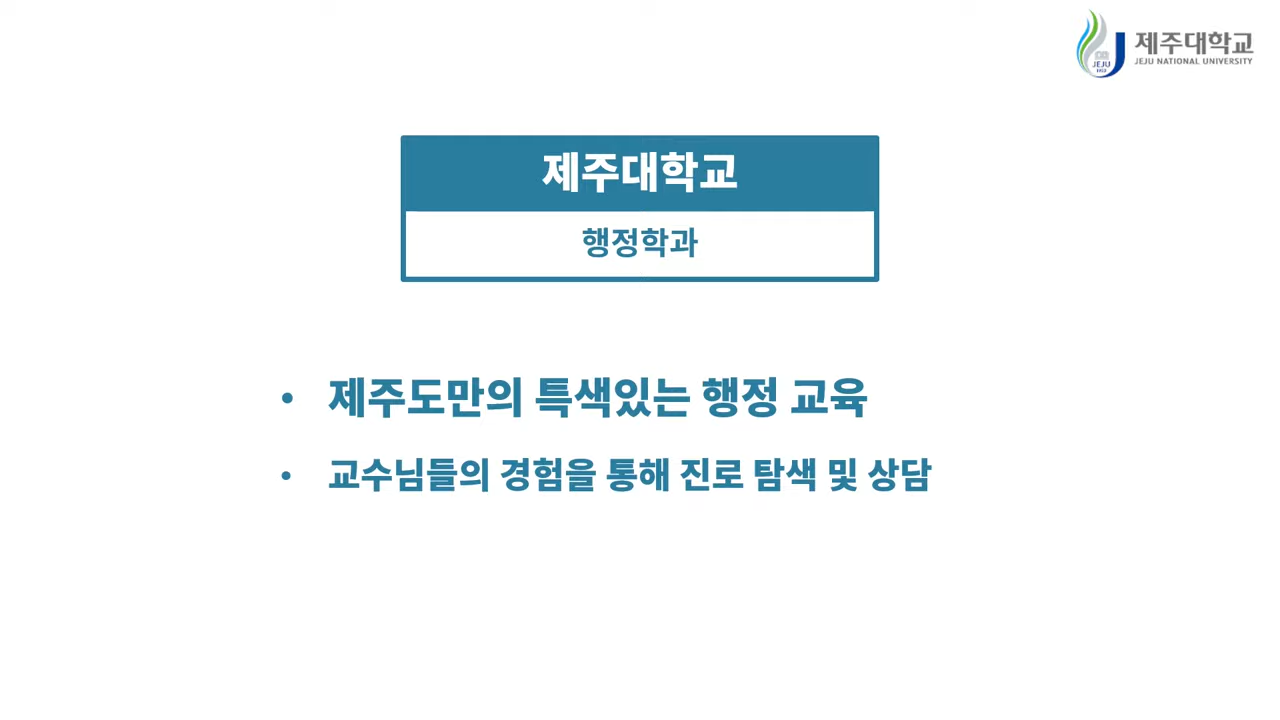 제주대학교
JEJU NATIONAL UNIVERSITY
JEJU
제주대학교
행정학과
• 제주도만의 특색있는 행정 교육
• 교수님들의 경험을 통해 진로 탐색 및 상담